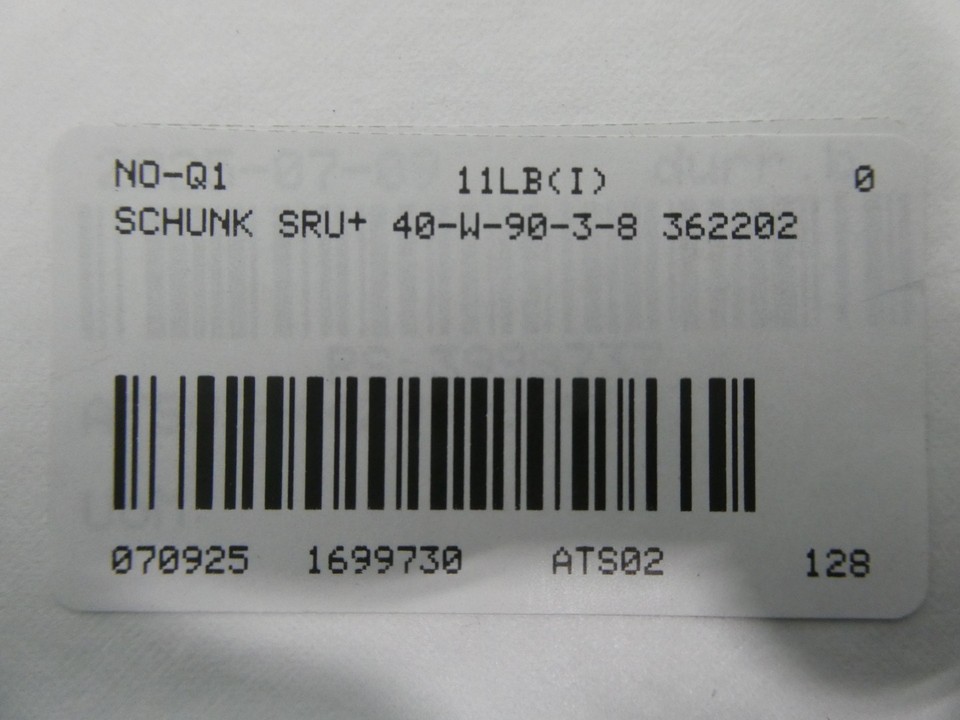 NO-Q1 11LB(I) 0
SCHUNK SRU+ 40-W-90-3-8 362202
070925 1699730 ATS02 128